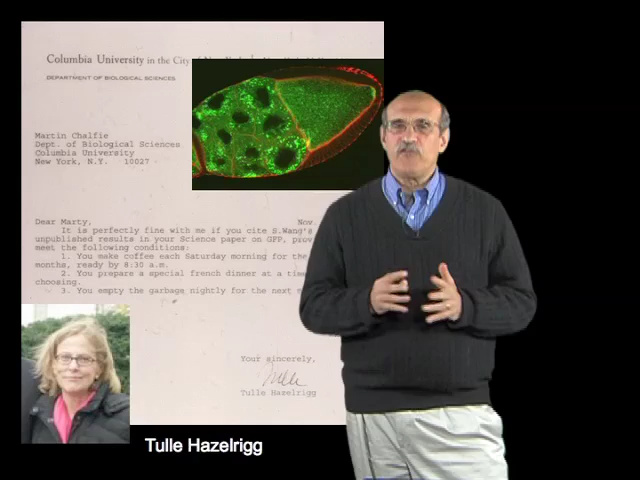 Columbia University in the City of New York
DEPARTMENT OF BIOLOGICAL SCIENCES
Martin Chalfie
Dept. of Biological Sciences
Columbia University
New York, N.Y. 10027
Dear Marty, Nov.
It is perfectly fine with me if you cite S.Wang's
unpublished results in your Science paper on GFP, prov
meet the following conditions:
1. You make coffee each Saturday morning for the
months, ready by 8:30 a.m.
2. You prepare a special french dinner at a time
choosing.
3. You empty the garbage nightly for the next
Your sincerely,
Tulle
Tulle Hazelrigg
Tulle Hazelrigg